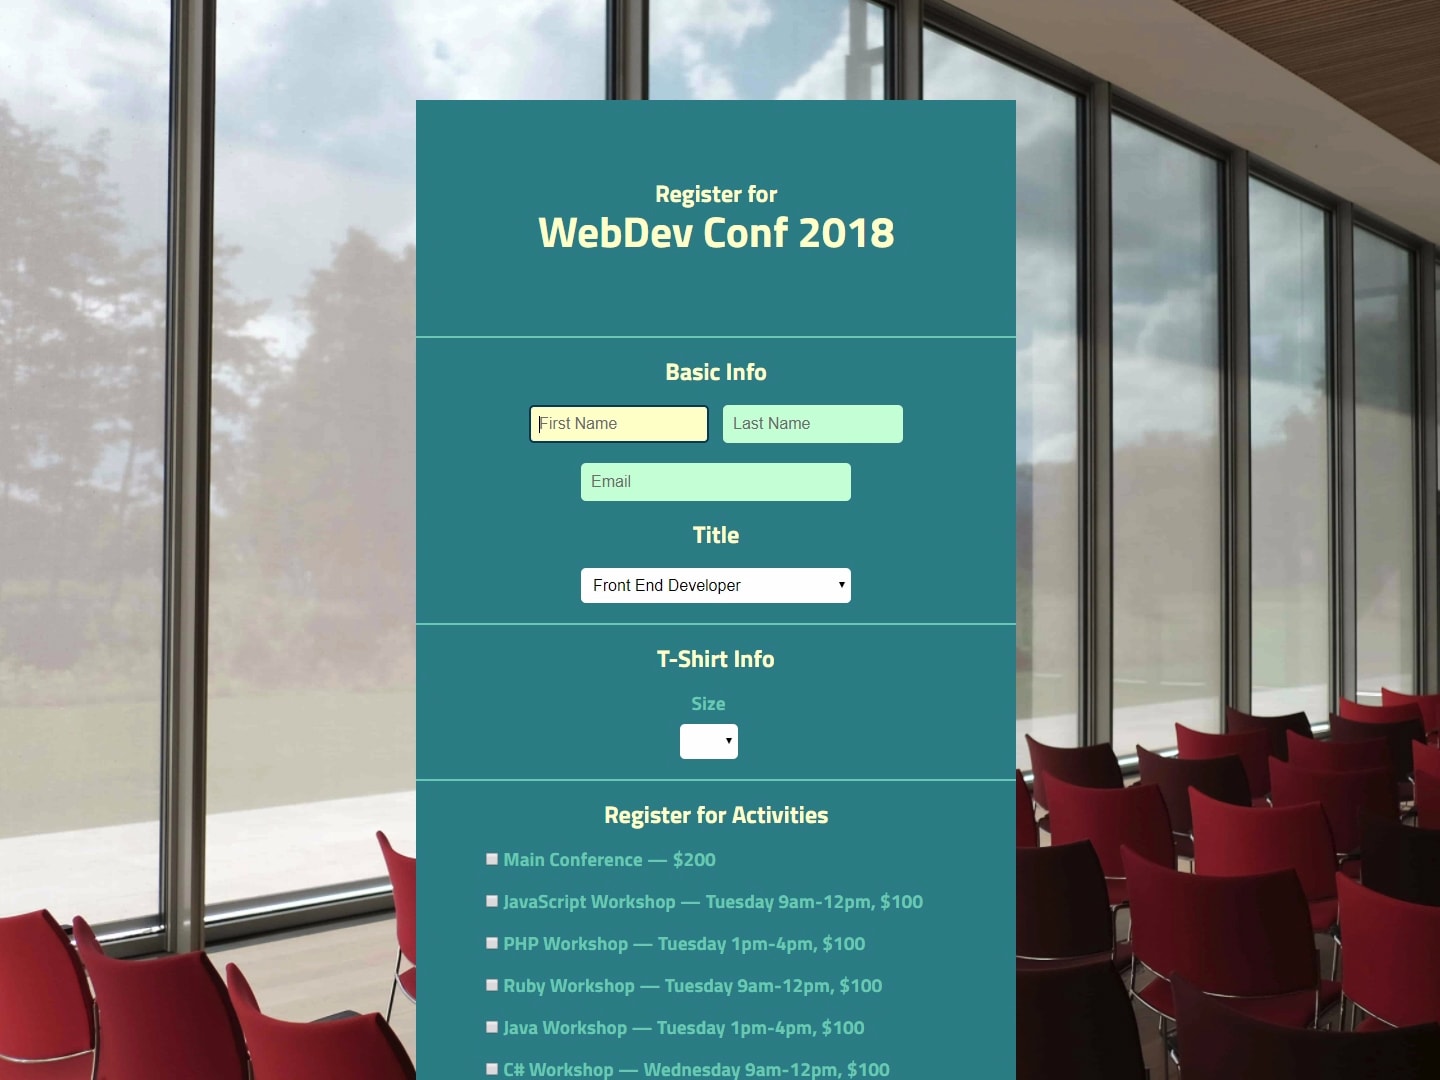 Register for
WebDev Conf 2018
Basic Info
First Name Last Name
Email
Title
Front End Developer
T-Shirt Info
Size
Register for Activities
Main Conference — $200
JavaScript Workshop — Tuesday 9am-12pm, $100
PHP Workshop — Tuesday 1pm-4pm, $100
Ruby Workshop — Tuesday 9am-12pm, $100
Java Workshop — Tuesday 1pm-4pm, $100
C# Workshop — Wednesday 9am-12pm, $100